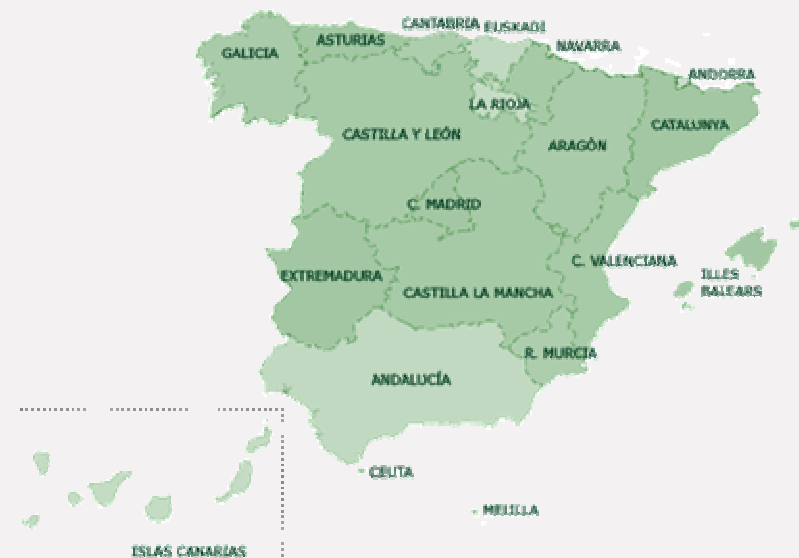 CANTABRIA
EUSKADI
ASTURIAS
NAVARRA
GALICIA
ANDORRA
LA RIOJA
CATALUNYA
CASTILLA Y LEÓN
ARAGÒN
C. MADRID
C. VALENCIANA
EXTREMADURA
ILLES
BALEARS
CASTILLA LA MANCHA
R. MURCIA
ANDALUCÍA
CEUTA
MELILLA
ISLAS CANARIAS